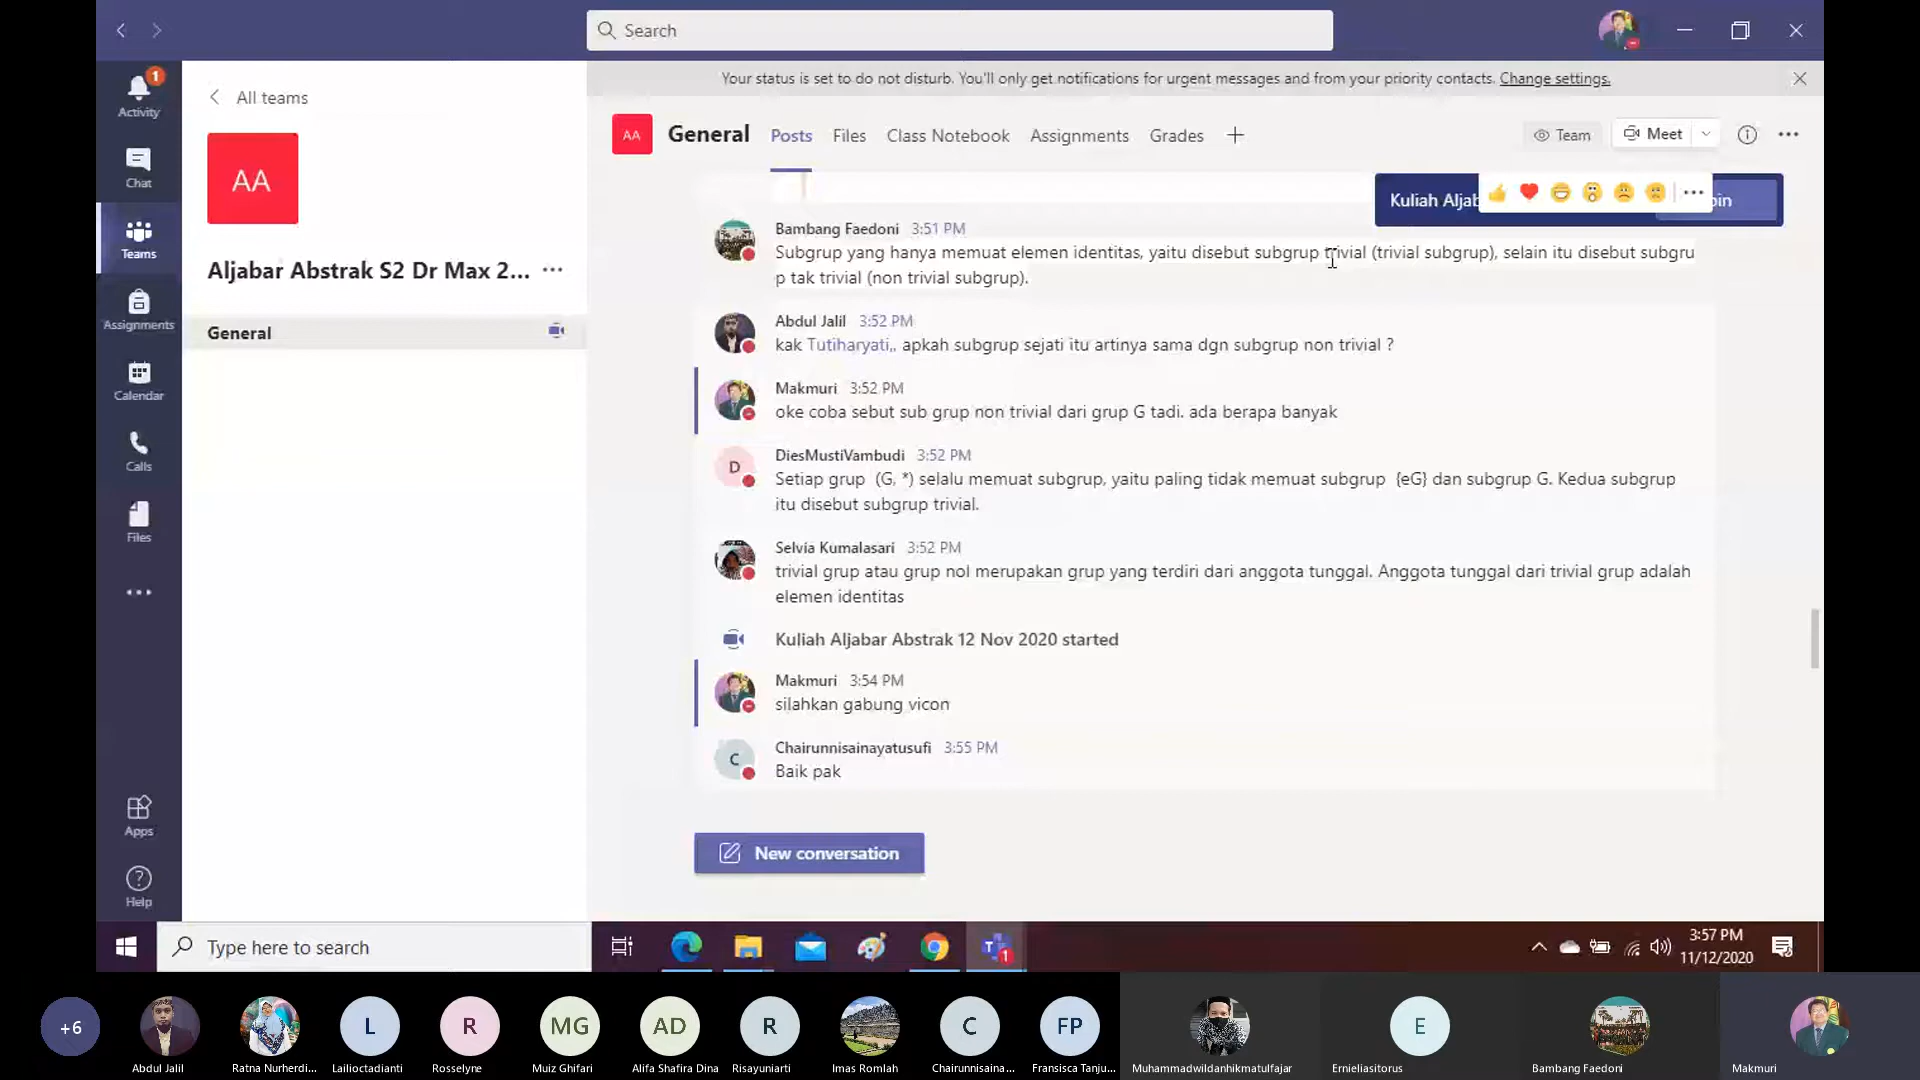 Search
Your status is set to do not disturb. You'll only get notifications for urgent messages and from your priority contacts. Change settings.
1
Activity
Chat
Teams
Assignments
Calendar
Calls
Files
Apps
Help
All teams
AA
Aljabar Abstrak S2 Dr Max 2...
General
AA
General
Posts
Files
Class Notebook
Assignments
Grades
Team
Meet
Kuliah Aljab
Bambang Faedoni 3:51 PM
Subgrup yang hanya memuat elemen identitas, yaitu disebut subgrup trivial (trivial subgrup), selain itu disebut subgru
p tak trivial (non trivial subgrup).
Abdul Jalil 3:52 PM
kak Tutiharyati,, apkah subgrup sejati itu artinya sama dgn subgrup non trivial ?
Makmuri 3:52 PM
oke coba sebut sub grup non trivial dari grup G tadi. ada berapa banyak
D
DiesMustiVambudi 3:52 PM
Setiap grup (G, *) selalu memuat subgrup, yaitu paling tidak memuat subgrup {eG} dan subgrup G. Kedua subgrup
itu disebut subgrup trivial.
Selvia Kumalasari 3:52 PM
trivial grup atau grup nol merupakan grup yang terdiri dari anggota tunggal. Anggota tunggal dari trivial grup adalah
elemen identitas
Kuliah Aljabar Abstrak 12 Nov 2020 started
Makmuri 3:54 PM
silahkan gabung vicon
C
Chairunnisainayatusufi 3:55 PM
Baik pak
New conversation
Type here to search
1
3:57 PM
11/12/2020
+6
L
R
MG
AD
R
C
FP
E
Abdul Jalil
Ratna Nurherdi...
Lailioctadianti
Rosselyne
Muiz Ghifari
Alifa Shafira Dina
Risayuniarti
Imas Romlah
Chairunnisaina...
Fransisca Tanju...
Muhammadwildanhikmatulfajar
Ernieliasitorus
Bambang Faedoni
Makmuri